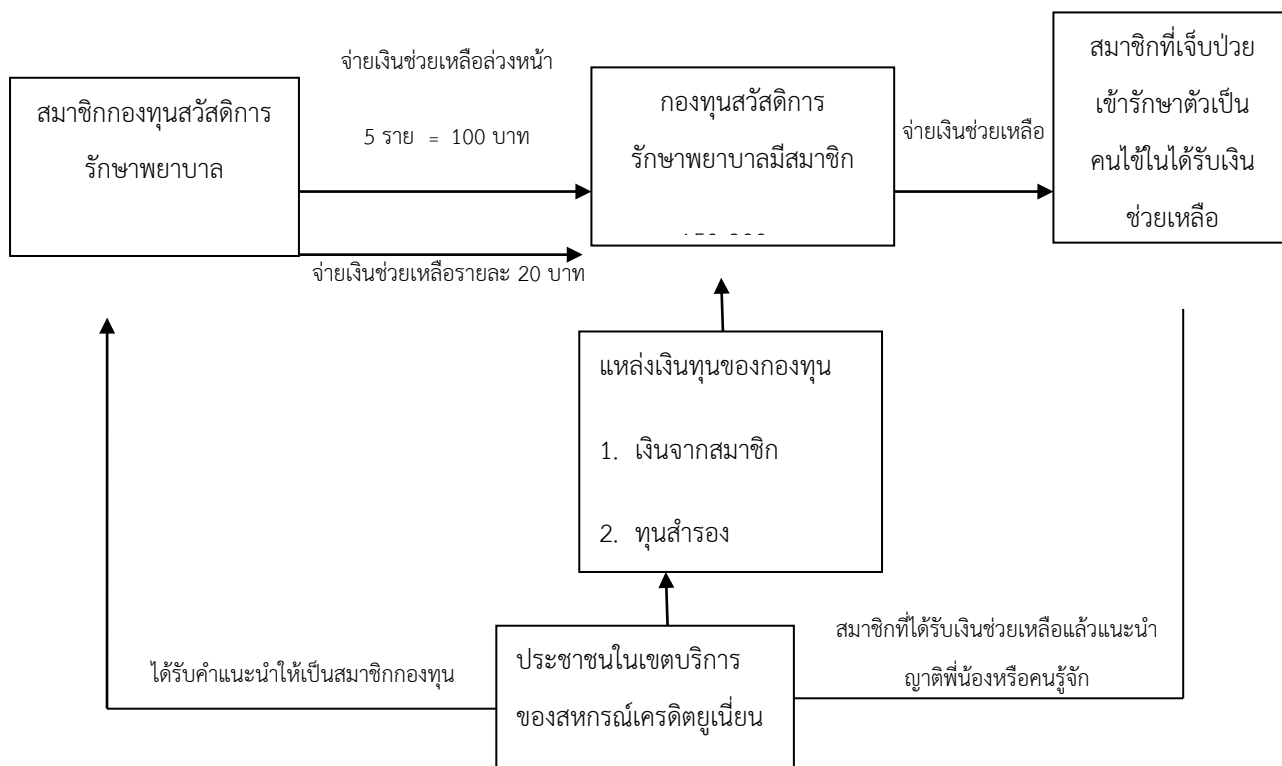 สมาชิกกองทุนสวัสดิการ
รักษาพยาบาล
จ่ายเงินช่วยเหลือล่วงหน้า
5 ราย = 100 บาท
จ่ายเงินช่วยเหลือรายละ 20 บาท
กองทุนสวัสดิการ
รักษาพยาบาลมีสมาชิก
จ่ายเงินช่วยเหลือ
สมาชิกที่เจ็บป่วย
เข้ารักษาตัวเป็น
คนไข้ในได้รับเงิน
ช่วยเหลือ
แหล่งเงินทุนของกองทุน
1. เงินจากสมาชิก
2. ทุนสำรอง
ได้รับคำแนะนำให้เป็นสมาชิกกองทุน
ประชาชนในเขตบริการ
ของสหกรณ์เครดิตยูเนี่ยน
สมาชิกที่ได้รับเงินช่วยเหลือแล้วแนะนำ
ญาติพี่น้องหรือคนรู้จัก